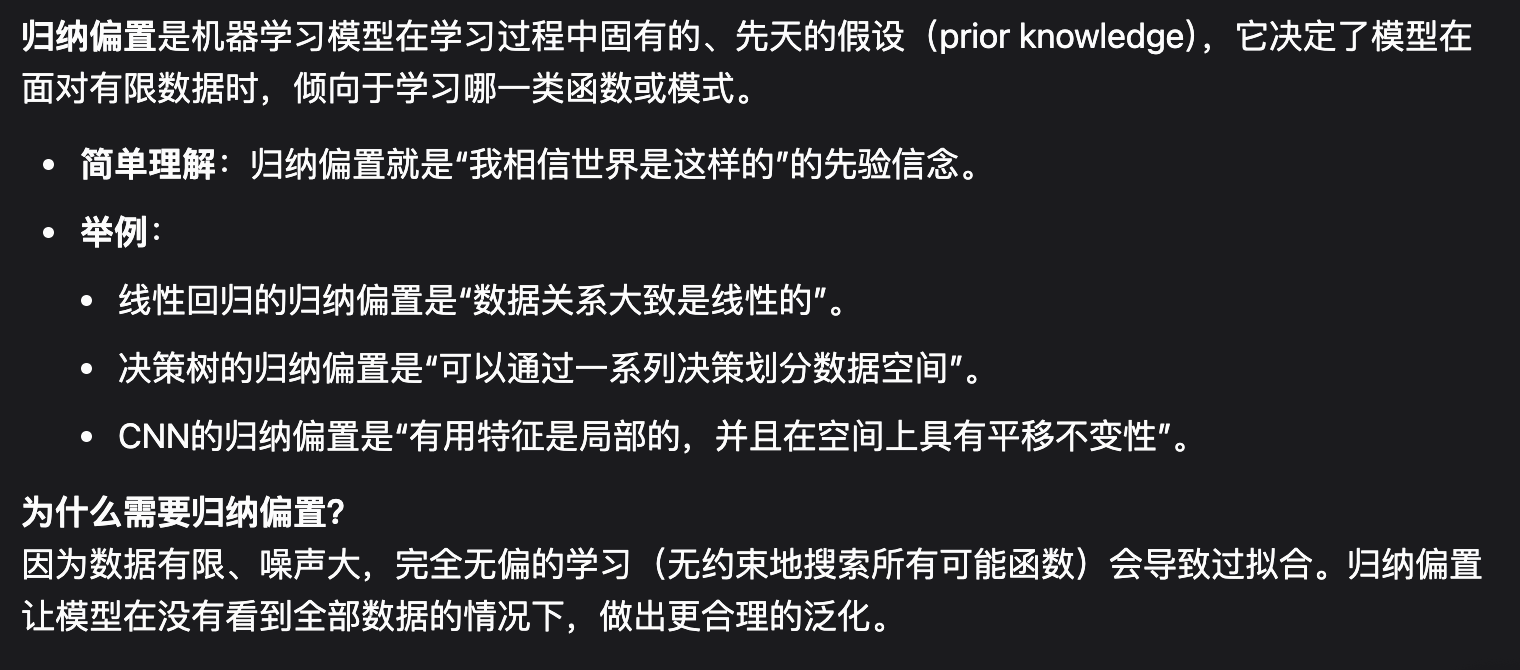 归纳偏置是机器学习模型在学习过程中固有的、先天的假设（prior knowledge），它决定了模型在
面对有限数据时，倾向于学习哪一类函数或模式。
• 简单理解：归纳偏置就是“我相信世界是这样的”的先验信念。
• 举例：
• 线性回归的归纳偏置是“数据关系大致是线性的”。
• 决策树的归纳偏置是“可以通过一系列决策划分数据空间”。
• CNN的归纳偏置是“有用特征是局部的，并且在空间上具有平移不变性”。
为什么需要归纳偏置？
因为数据有限、噪声大，完全无偏的学习（无约束地搜索所有可能函数）会导致过拟合。归纳偏置
让模型在没有看到全部数据的情况下，做出更合理的泛化。